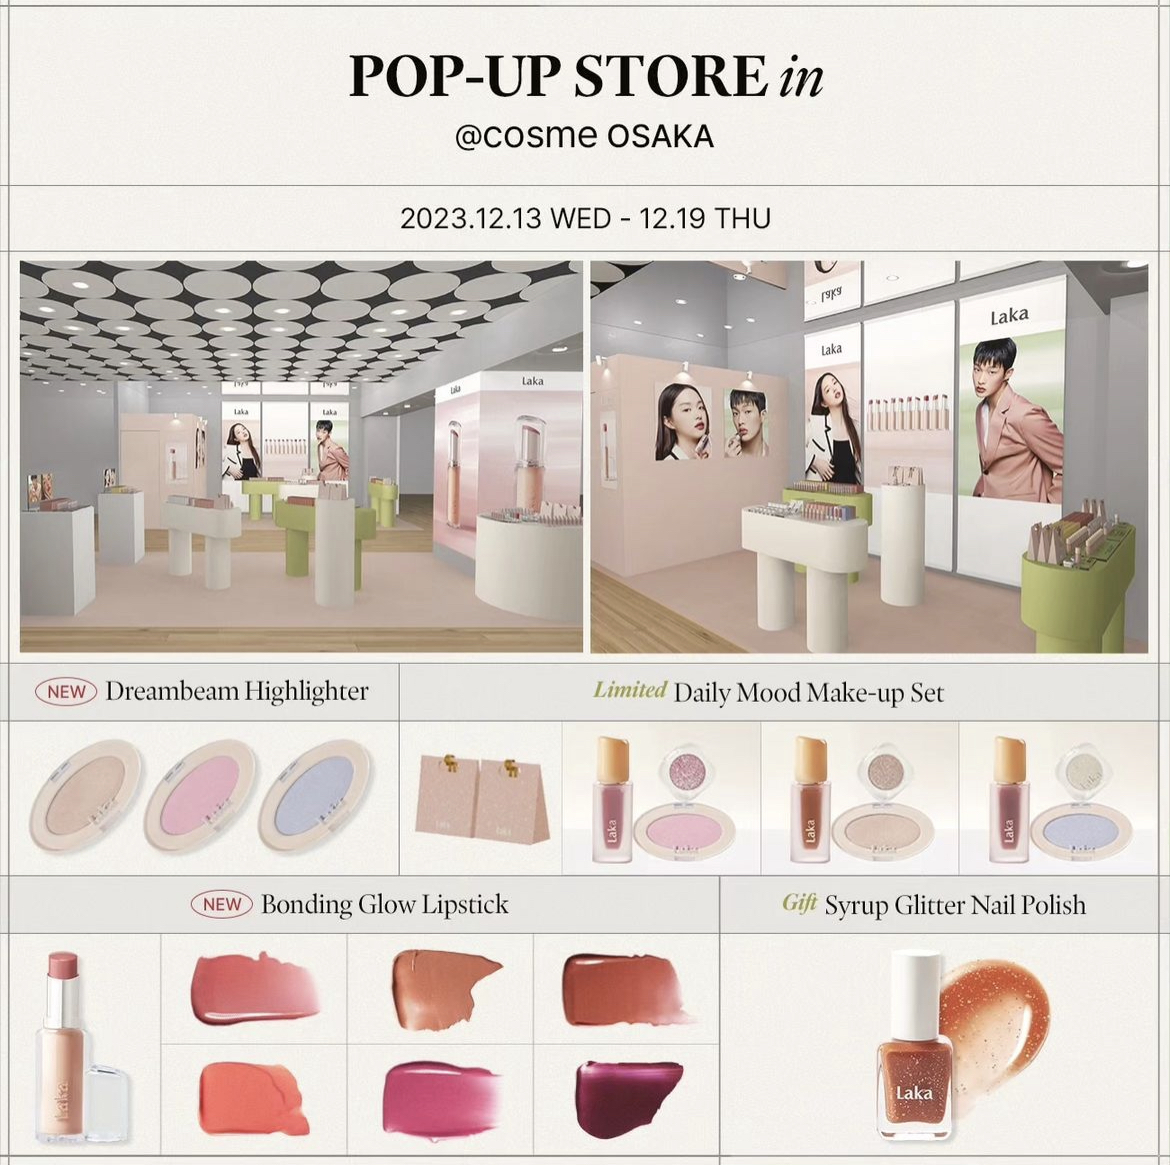 POP-UP STORE in
@cosme OSAKA
2023.12.13 WED - 12.19 THU
Laka
Laka
Laka
Laka
Laka
Laka
Laka
Laka
NEW Dreambeam Highlighter
Limited Daily Mood Make-up Set
Laka
Laka
Laka
NEW Bonding Glow Lipstick
Gift Syrup Glitter Nail Polish
Laka
Laka